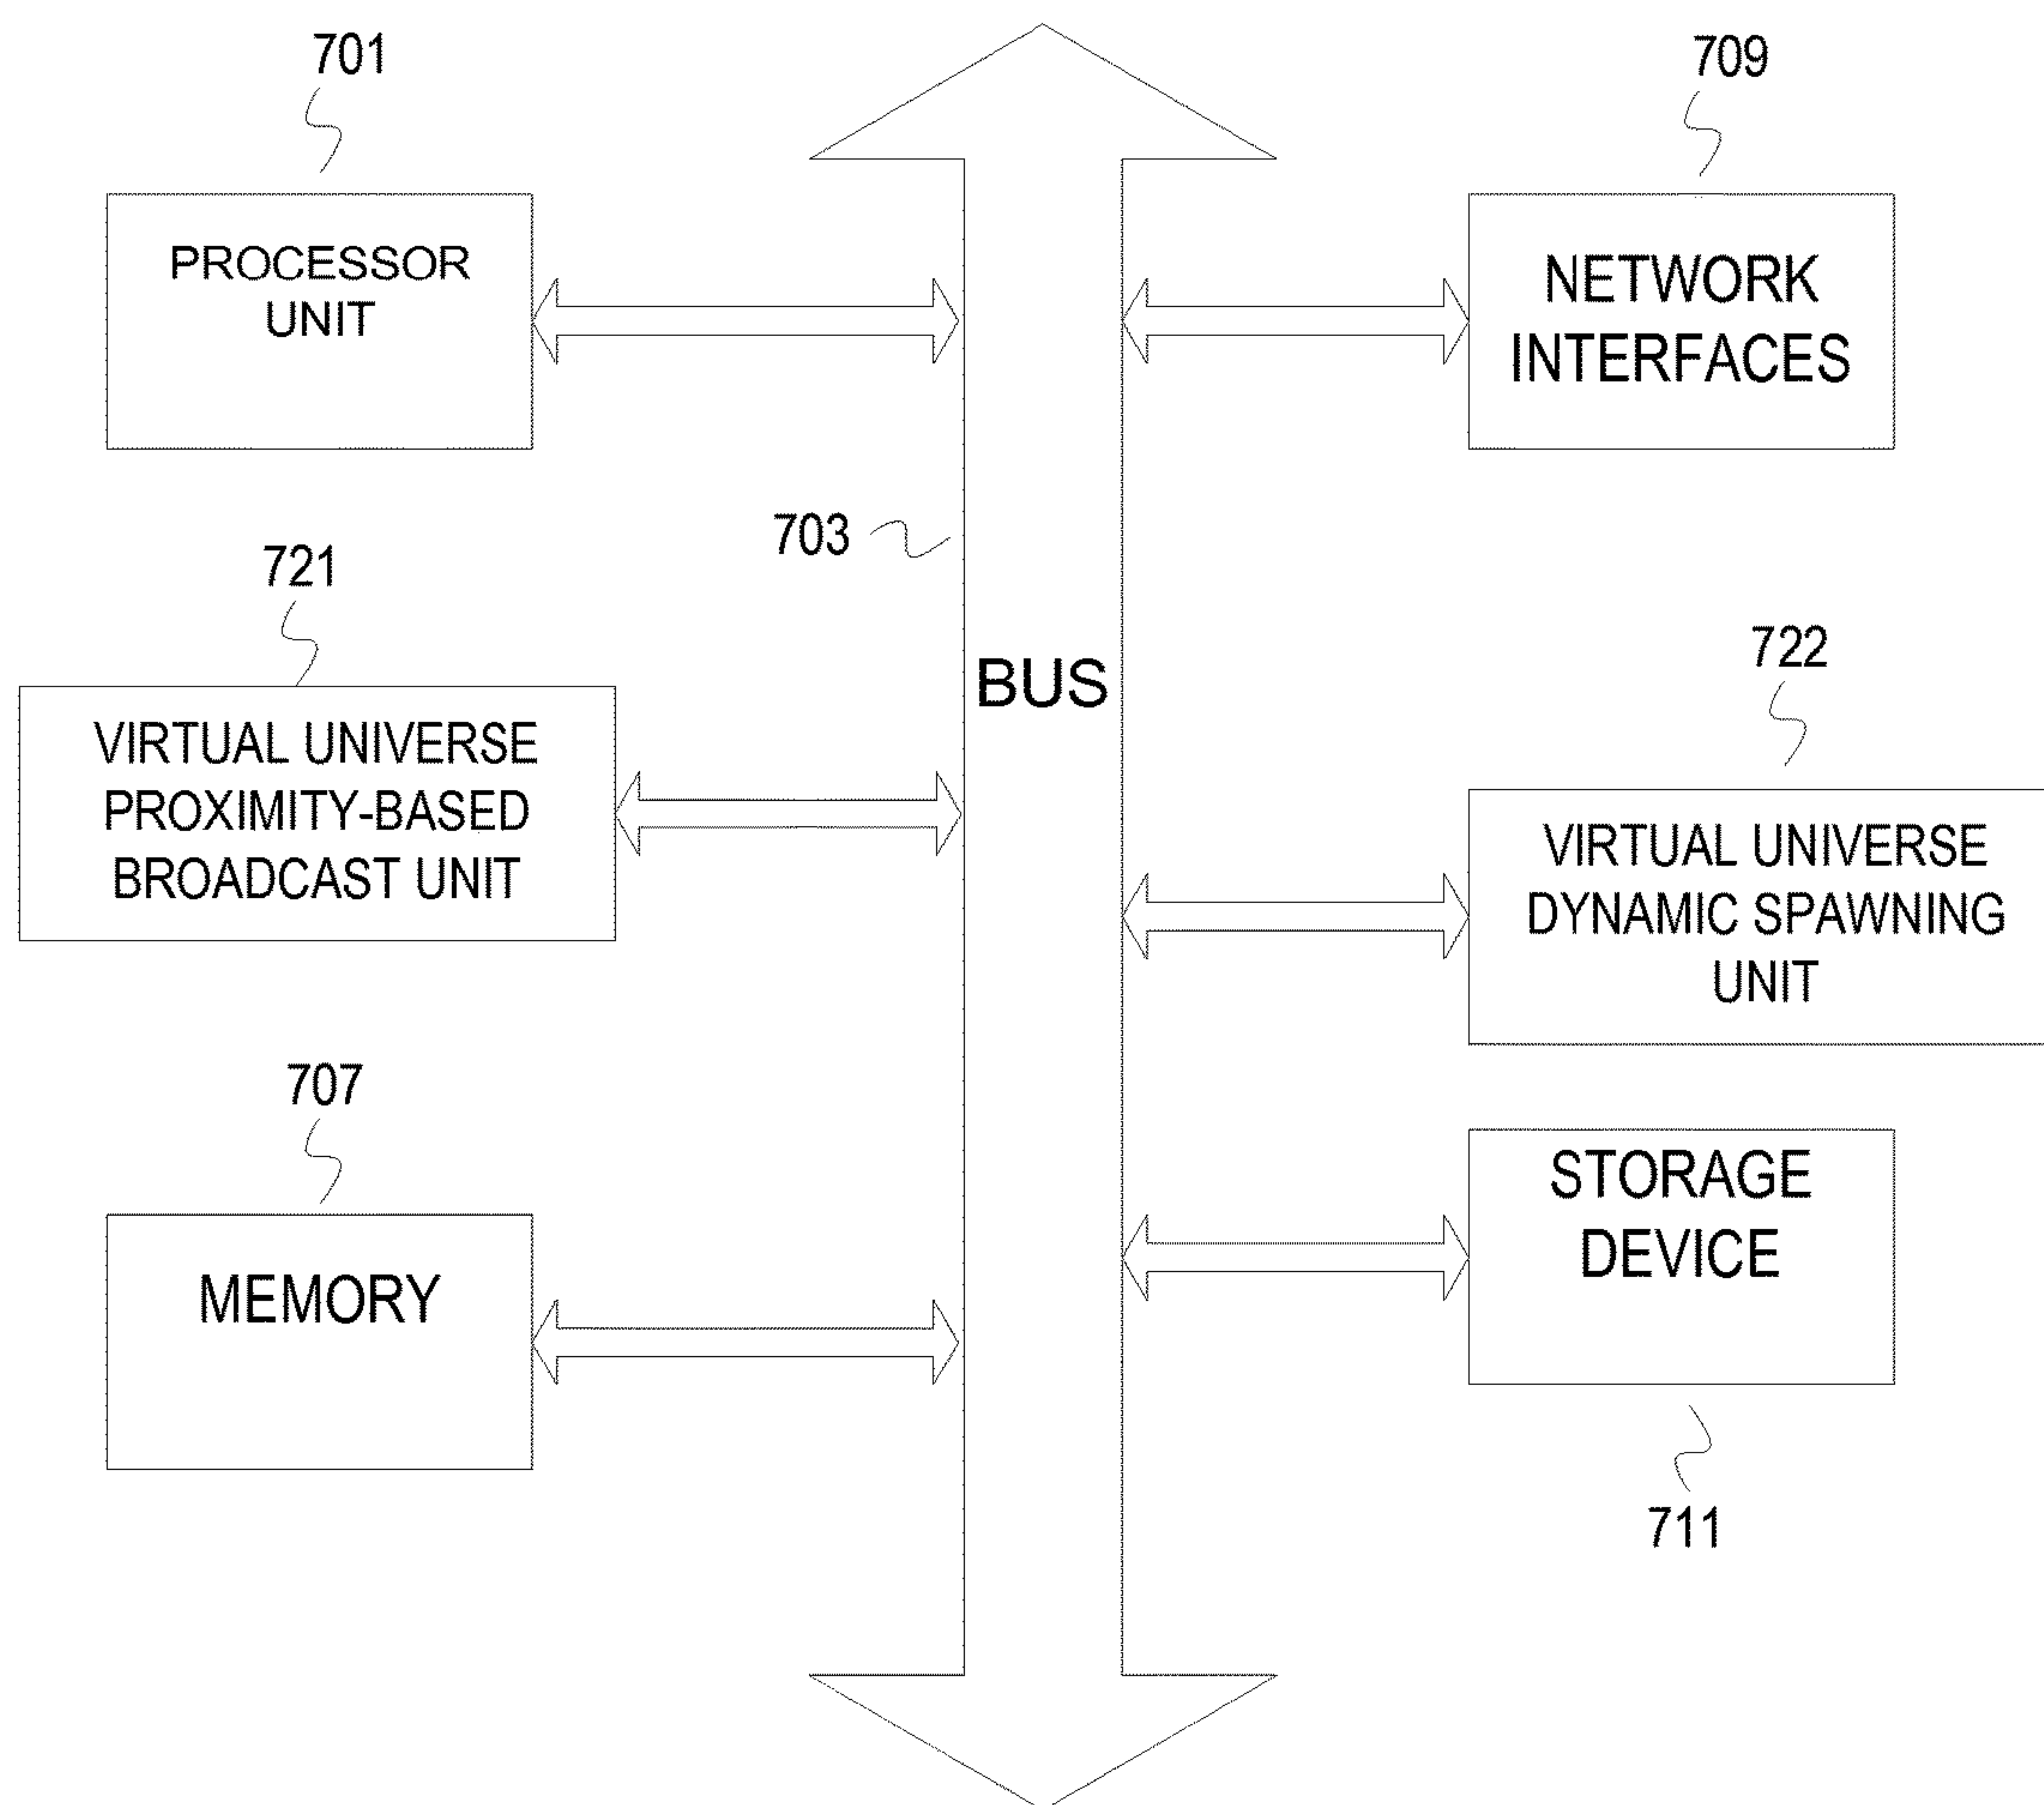 701
PROCESSOR
UNIT
709
NETWORK
INTERFACES
703
BUS
721
VIRTUAL UNIVERSE
PROXIMITY-BASED
BROADCAST UNIT
722
VIRTUAL UNIVERSE
DYNAMIC SPAWNING
UNIT
707
MEMORY
STORAGE
DEVICE
711